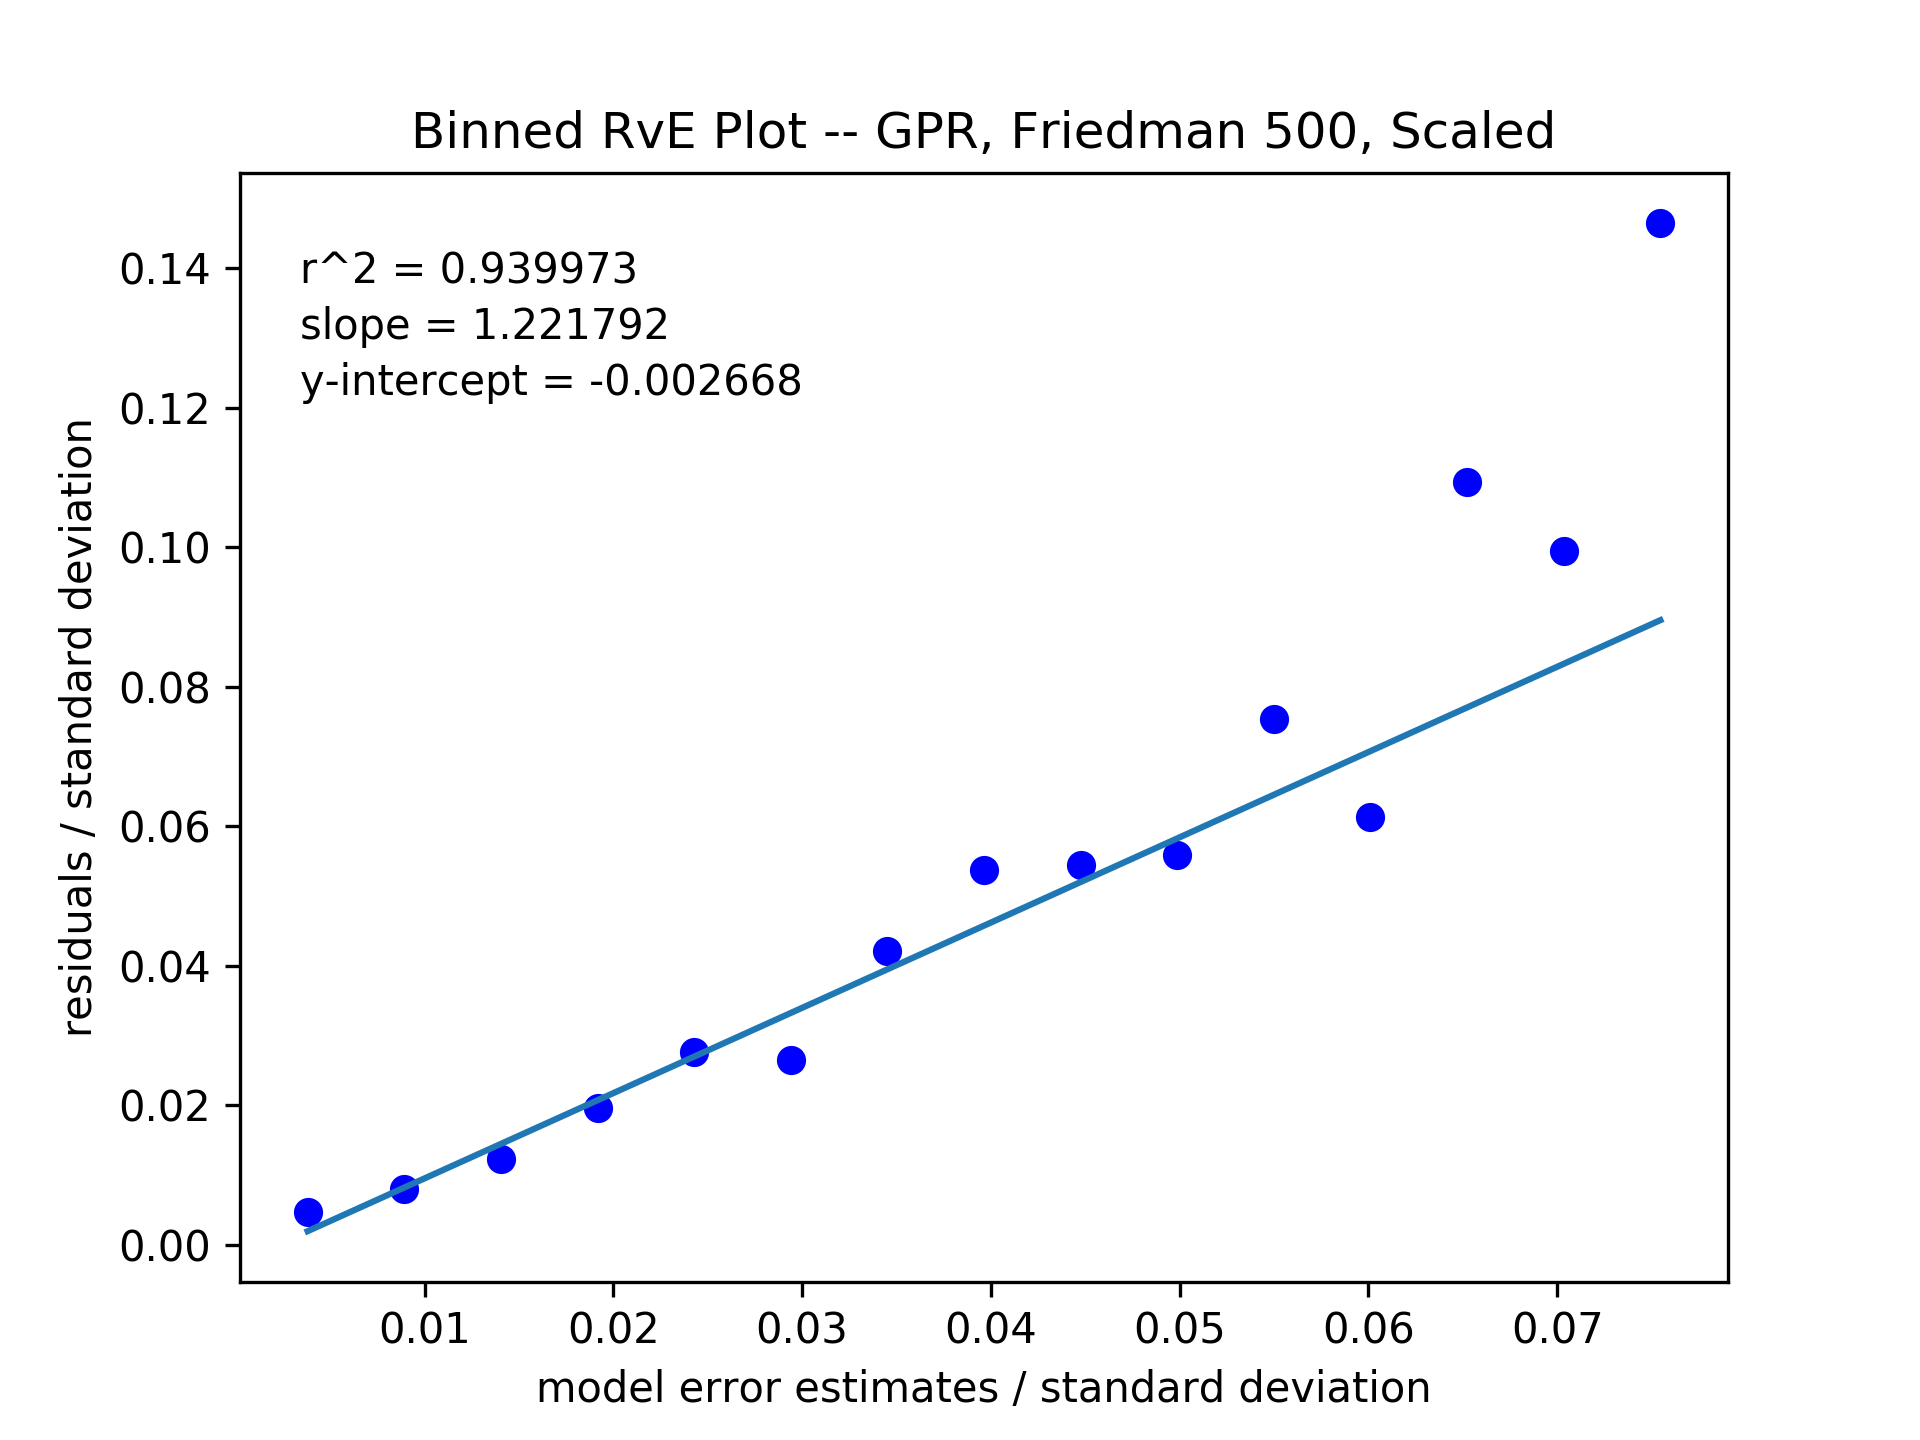 Binned RvE Plot -- GPR, Friedman 500, Scaled
r^2 = 0.939973
slope = 1.221792
y-intercept = -0.002668
residuals / standard deviation
0.14
0.12
0.10
0.08
0.06
0.04
0.02
0.00
0.01 0.02 0.03 0.04 0.05 0.06 0.07
model error estimates / standard deviation